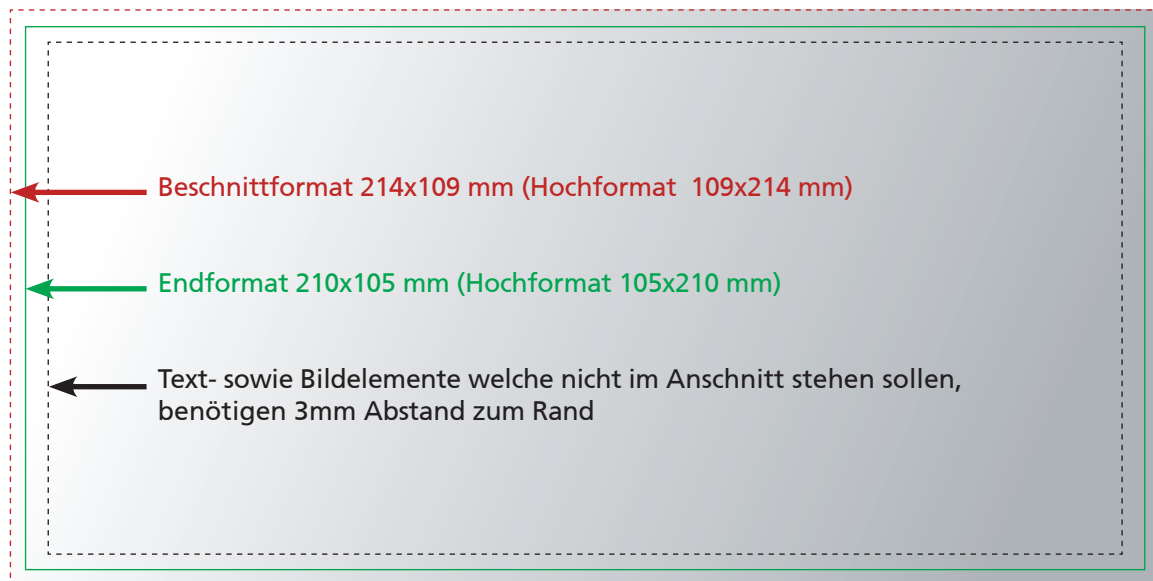 Beschnittformat 214x109 mm (Hochformat  109x214 mm)
Endformat 210x105 mm (Hochformat 105x210 mm)
Text- sowie Bildelemente welche nicht im Anschnitt stehen sollen,
benötigen 3mm Abstand zum Rand